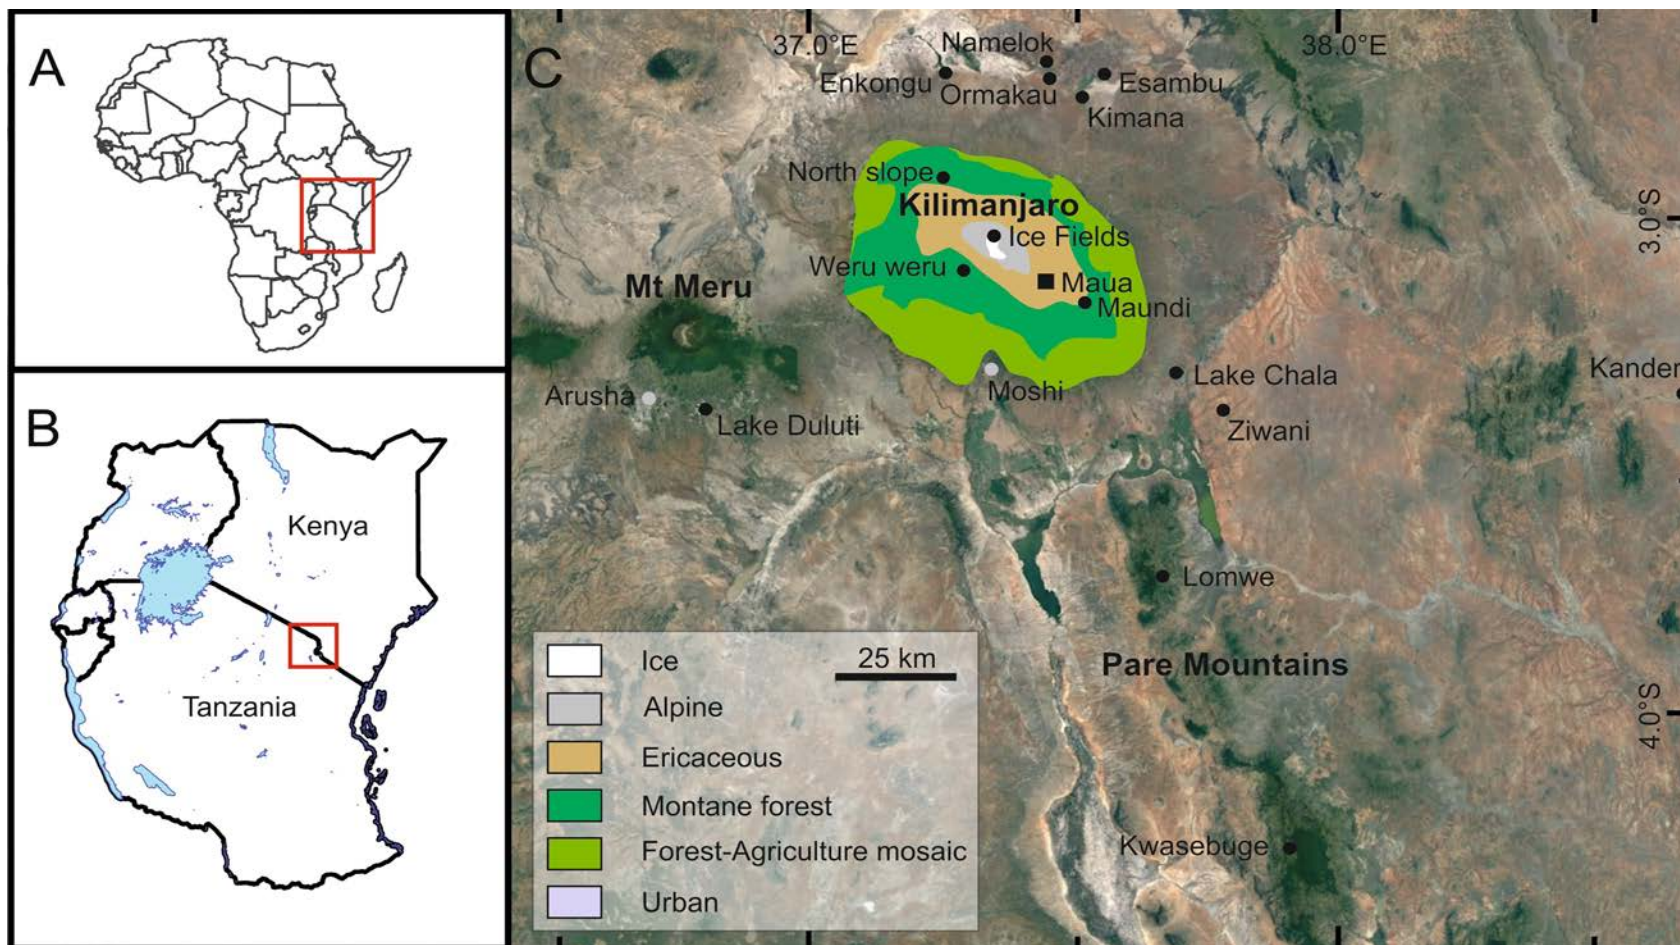 A
B
Kenya
Tanzania
C
37.0°E
38.0°E
Namelok
Enkongu
Ormakau
Esambu
Kimana
North slope
Kilimanjaro
Ice Fields
3.0°S
Weru weru
Maua
Maundi
Mt Meru
Moshi
Lake Chala
Kander
Arusha
Lake Duluti
Ziwani
Lomwe
Pare Mountains
4.0°S
Kwasebuge
Ice
25 km
Alpine
Ericaceous
Montane forest
Forest-Agriculture mosaic
Urban